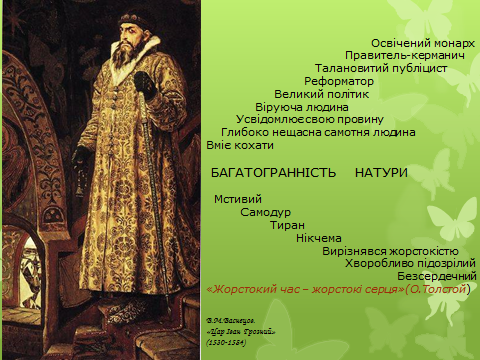 Освічений монарх
Правитель-керманич
Талановитий публіцист
Реформатор
Великий політик
Віруюча людина
Усвідомлюєсвою провину
Глибоко нещасна самотня людина
Вміє кохати
БАГАТОГРАННІСТЬ НАТУРИ
Мстивий
Самодур
Тиран
Нікчема
Вирізнявся жорстокістю
Хворобливо підозрілий
Безсердечний
«Жорстокий час – жорстокі серця»(О.Толстой)
В.М.Васнєцов.
«Цар Іван Грозний»
(1530-1584)